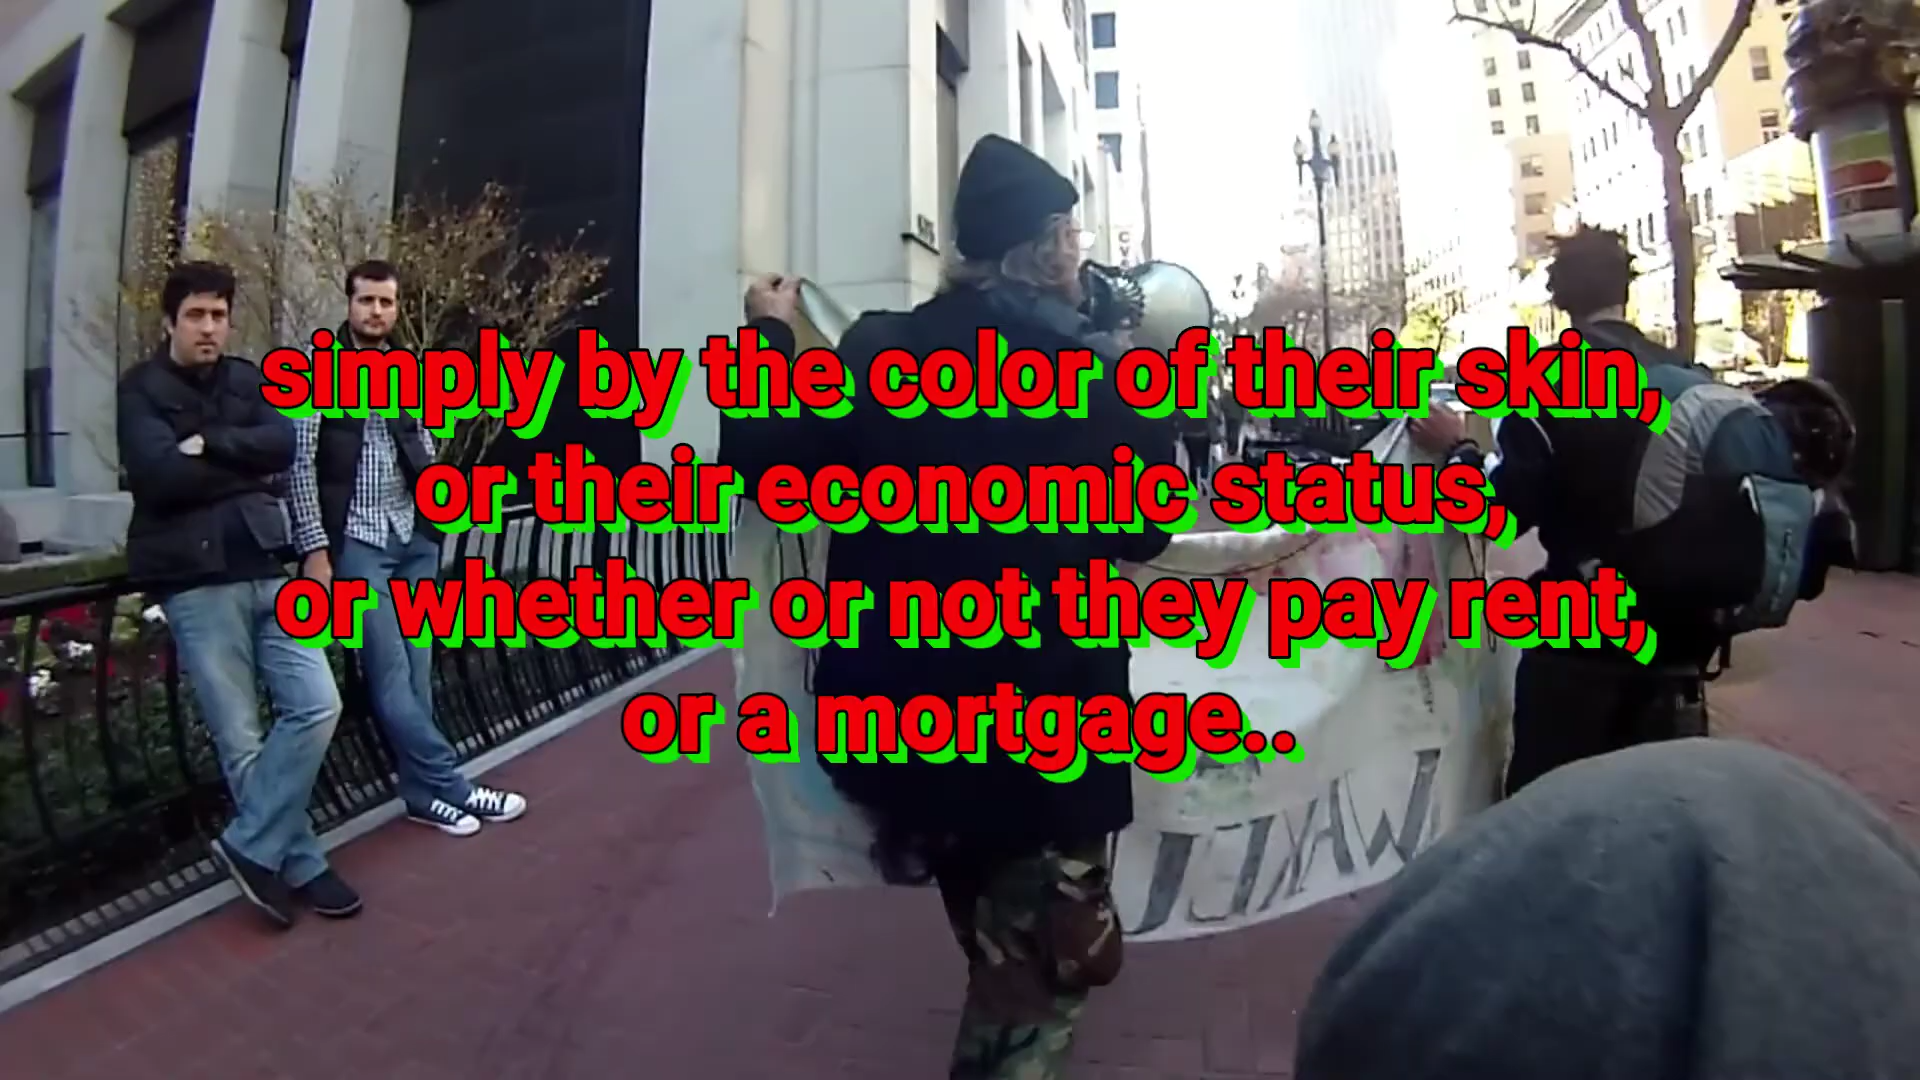 simply by the color of their skin,
or their economic status,
or whether or not they pay rent,
or a mortgage..